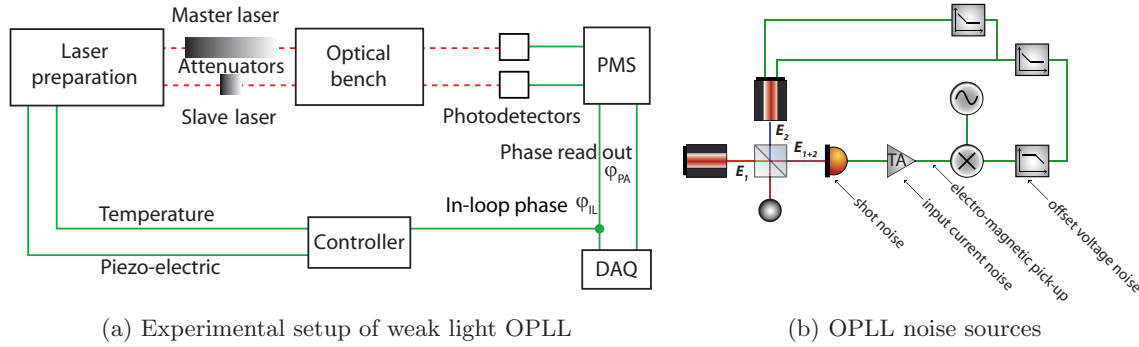 Master laser
Laser
preparation
Attenuators
Slave laser
Optical
bench
Photodetectors
PMS
Phase read out
φPA
In-loop phase φIL
Temperature
Piezo-electric
Controller
DAQ
(a) Experimental setup of weak light OPLL
E2
E1
E1+2
TA
shot noise
input current noise
electro-magnetic pick-up
offset voltage noise
(b) OPLL noise sources